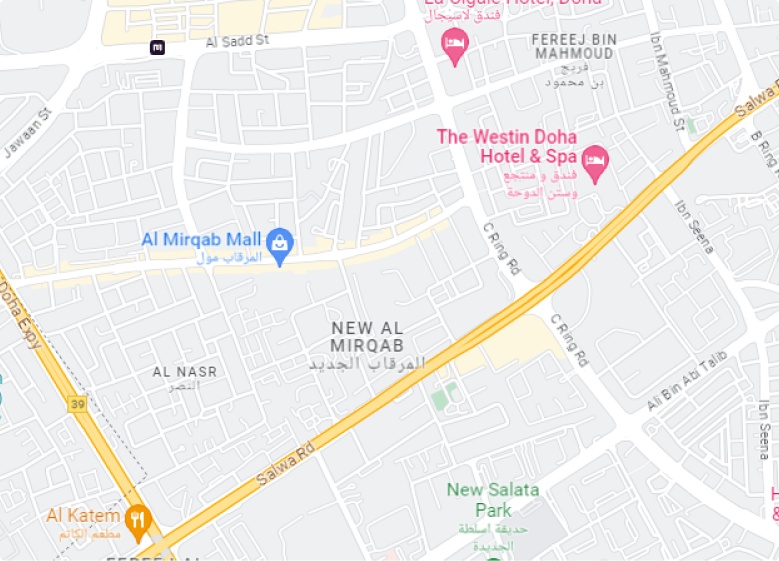 La Cigale Hotel, Doha
فندق لاسيجال
Al Sadd St
FEREEJ BIN
MAHMOUD
فريج
بن محمود
Ibn Mahmoud St
Salwa
Jawaan St
B Ring
The Westin Doha
Hotel & Spa
فندق و منتجع
وستن الدوحة
Ibn Seena
Al Mirqab Mall
المرقاب مول
C Ring Rd
Doha Expy
NEW AL
MIRQAB
المرقاب الجديد
C Ring Rd
AL NASR
النصر
Ali Bin Abi Talib
39
Ibn Seena
Salwa Rd
New Salata
Park
حديقة اسلطة
الجديدة
Al Katem
مطعم الكاتم
H
&